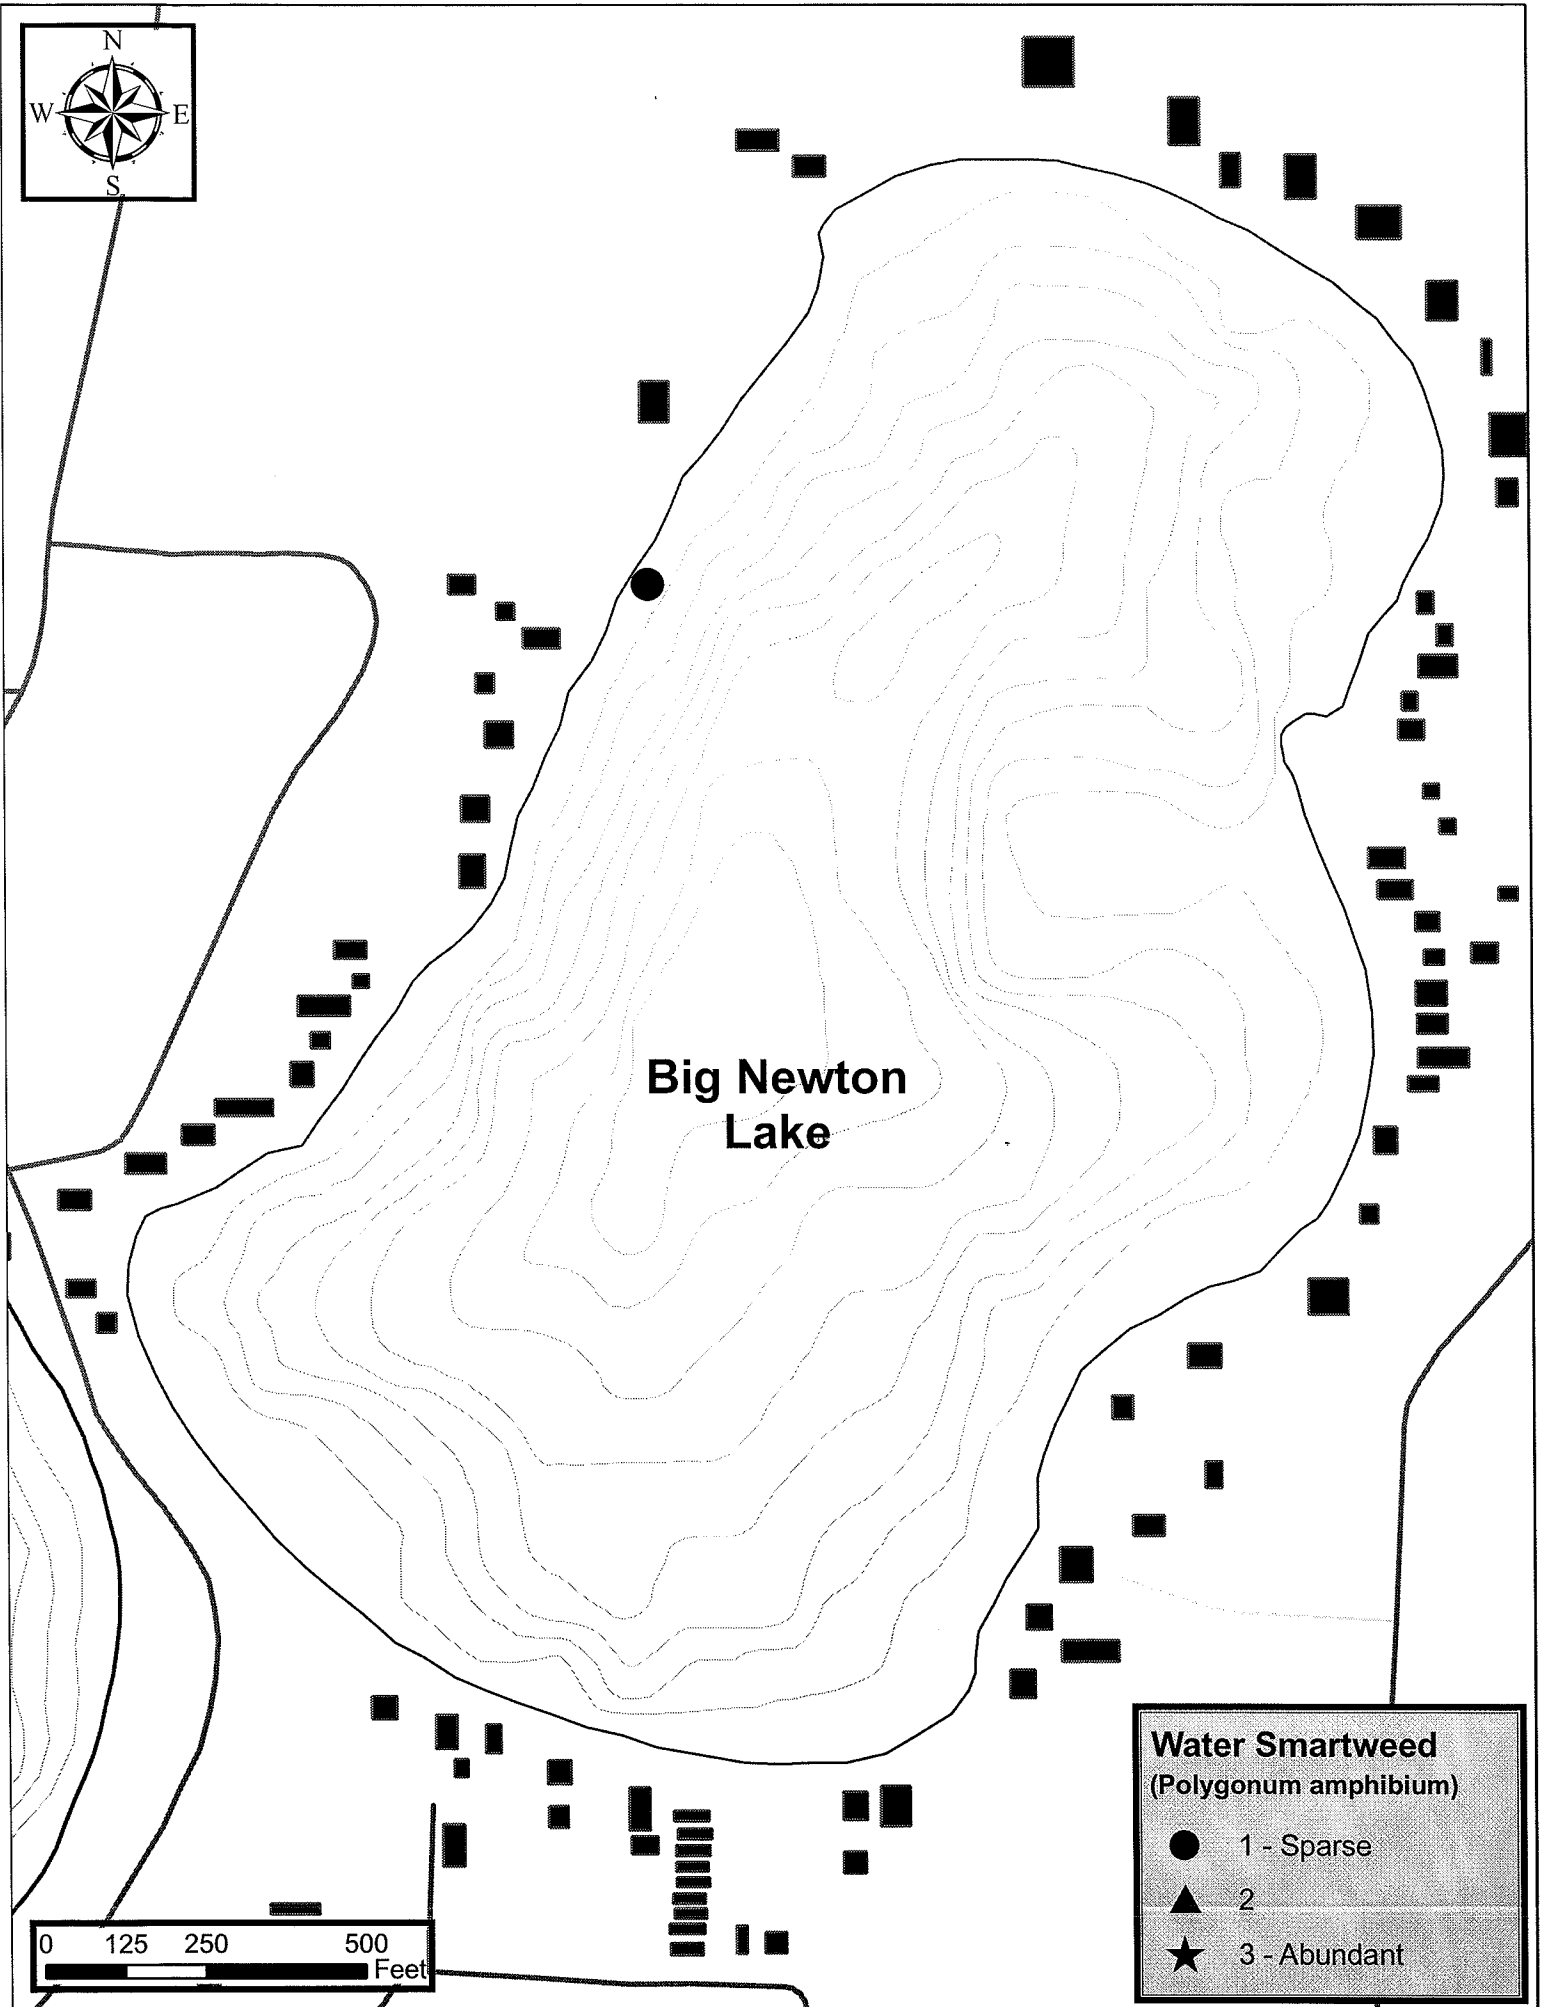 N
W E
S
Big Newton
Lake
Water Smartweed
(Polygonum amphibium)
1 - Sparse
2
3 - Abundant
0 125 250 500
Feet